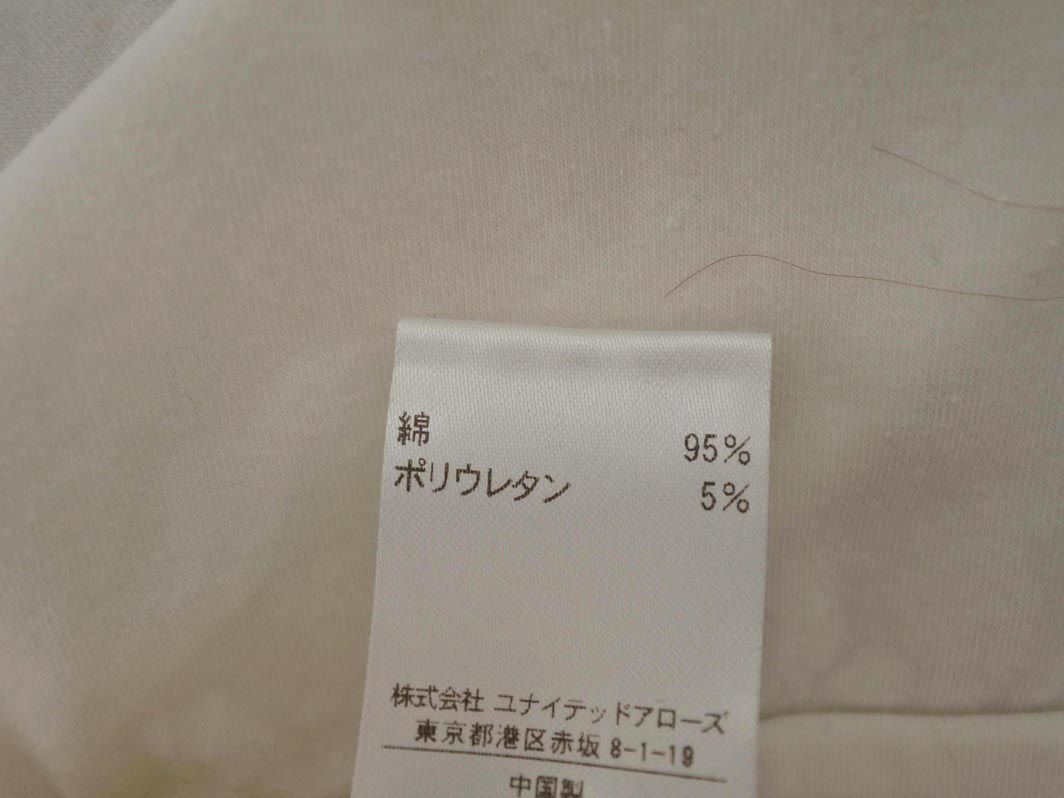 綿 95%
ポリウレタン 5%
株式会社 ユナイテッドアローズ
東京都港区赤坂 8-1-19
中国製